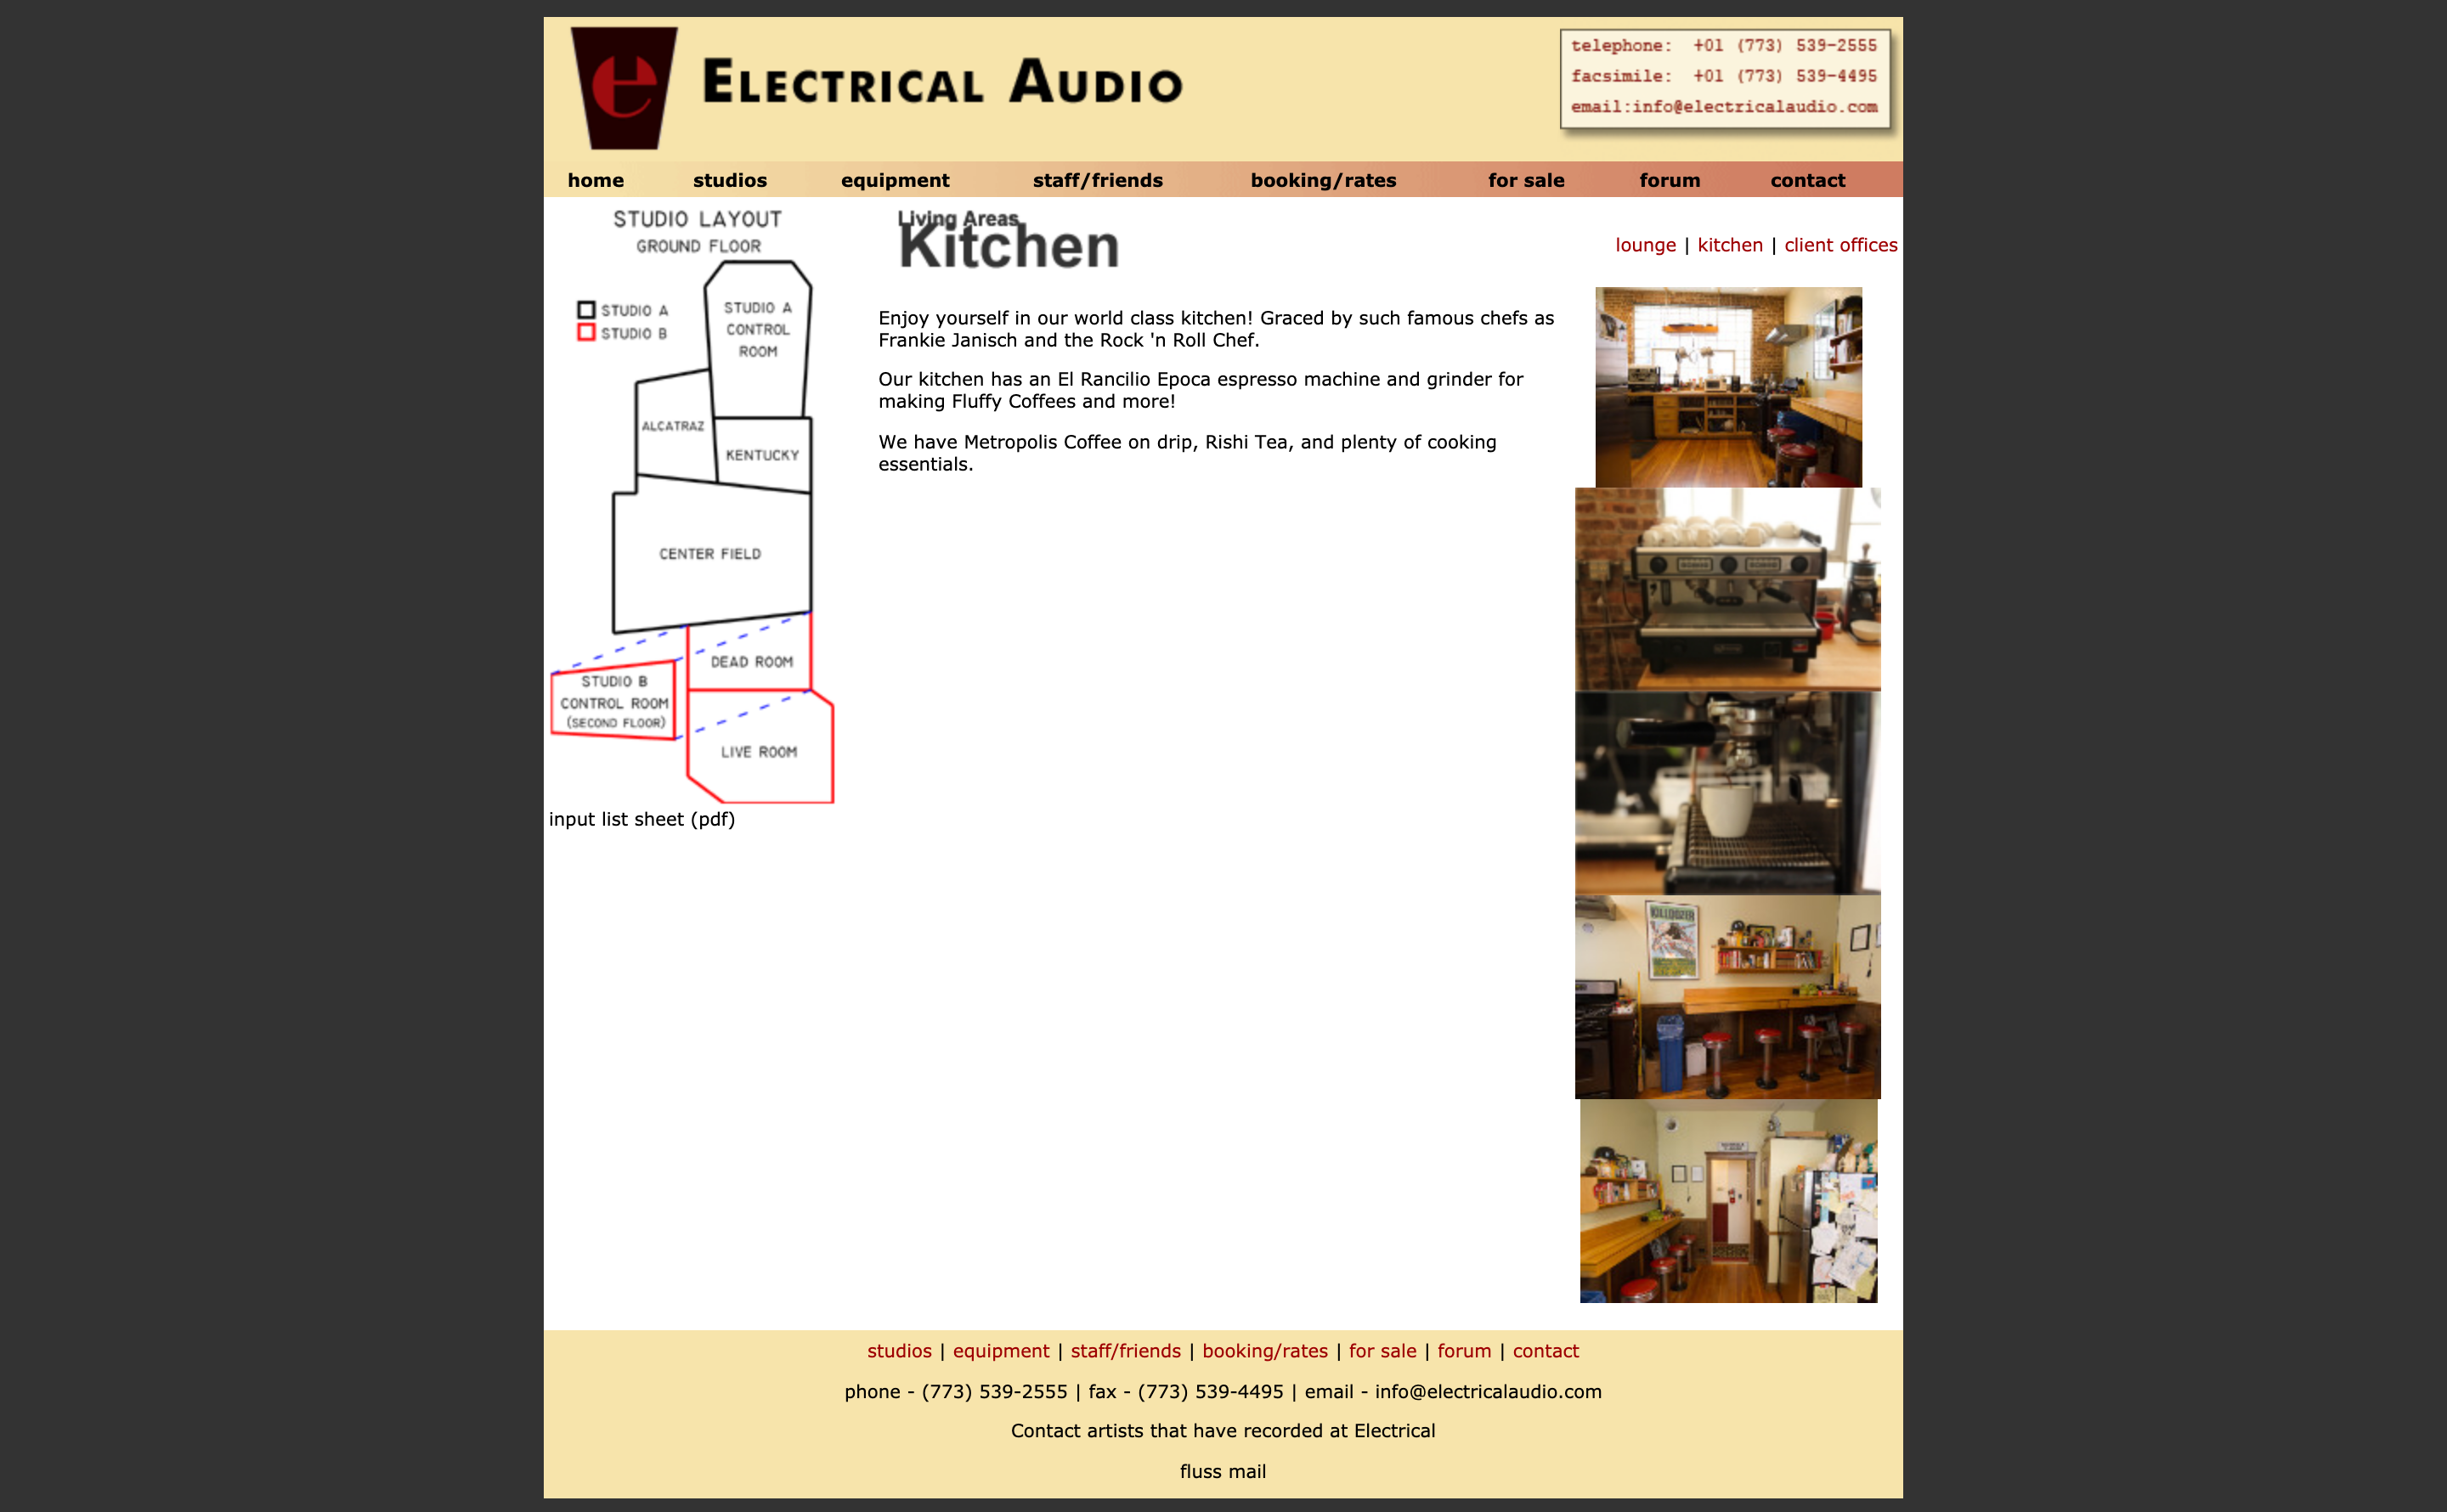 e
ELECTRICAL AUDIO
telephone: +01 (773) 539-2555
facsimile: +01 (773) 539-4495
email:info@electricalaudio.com
home studios equipment staff/friends booking/rates for sale forum contact
STUDIO LAYOUT
GROUND FLOOR
STUDIO A
STUDIO B
STUDIO A
CONTROL
ROOM
ALCATRAZ
KENTUCKY
CENTER FIELD
DEAD ROOM
STUDIO B
CONTROL ROOM
(SECOND FLOOR)
LIVE ROOM
input list sheet (pdf)
Living Areas
Kitchen
lounge | kitchen | client offices
Enjoy yourself in our world class kitchen! Graced by such famous chefs as
Frankie Janisch and the Rock 'n Roll Chef.
Our kitchen has an El Rancilio Epoca espresso machine and grinder for
making Fluffy Coffees and more!
We have Metropolis Coffee on drip, Rishi Tea, and plenty of cooking
essentials.
KILLDOZER
studios | equipment | staff/friends | booking/rates | for sale | forum | contact
phone - (773) 539-2555 | fax - (773) 539-4495 | email - info@electricalaudio.com
Contact artists that have recorded at Electrical
fluss mail